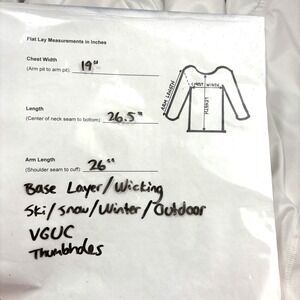 Flat Lay Measurements in Inches
Chest Width
(Arm pit to arm pit) 19"
Length
(Center of neck seam to bottom) 26.5"
Arm Length
(Shoulder seam to cuff) 26"
ARM LENGTH
CHEST WIDTH
LENGTH
Base Layer/Wicking
Ski/Snow/Winter/Outdoor
VGUC
Thumbholes